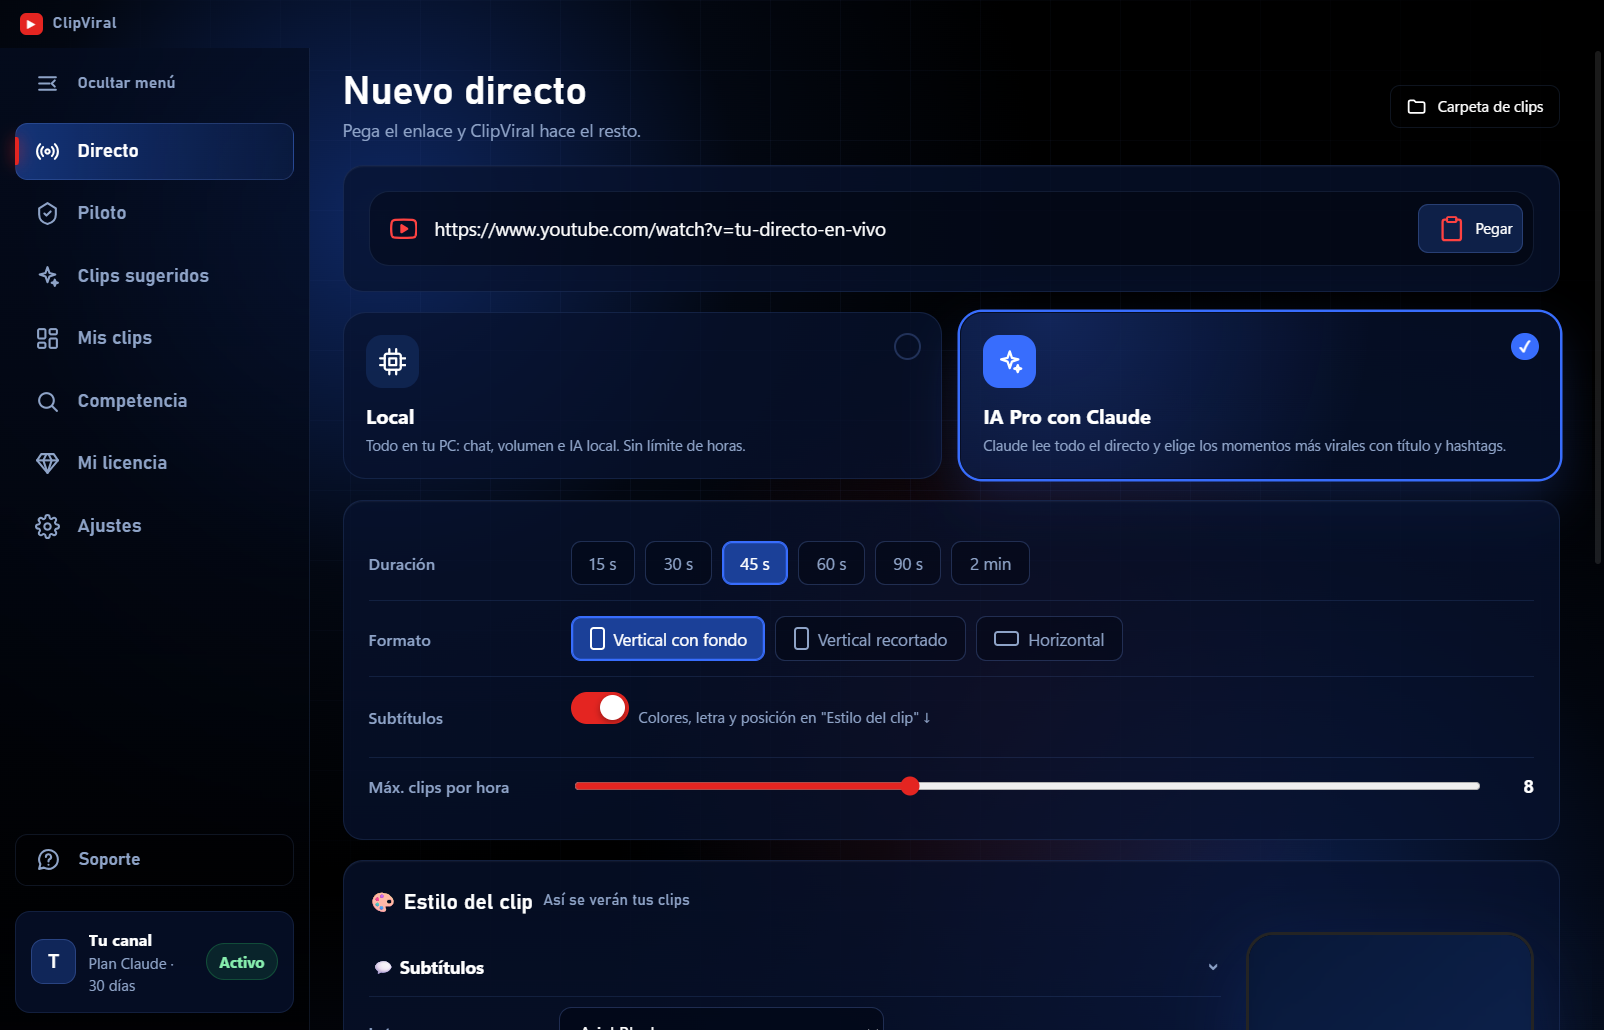 ClipViral
Ocultar menú
Directo
Piloto
Clips sugeridos
Mis clips
Competencia
Mi licencia
Ajustes
Soporte
T
Tu canal
Plan Claude ·
30 días
Activo
Nuevo directo
Pega el enlace y ClipViral hace el resto.
Carpeta de clips
https://www.youtube.com/watch?v=tu-directo-en-vivo
Pegar
Local
Todo en tu PC: chat, volumen e IA local. Sin límite de horas.
IA Pro con Claude
Claude lee todo el directo y elige los momentos más virales con título y hashtags.
Duración
15 s
30 s
45 s
60 s
90 s
2 min
Formato
Vertical con fondo
Vertical recortado
Horizontal
Subtítulos
Colores, letra y posición en "Estilo del clip" ↓
Máx. clips por hora
8
Estilo del clip
Así se verán tus clips
Subtítulos